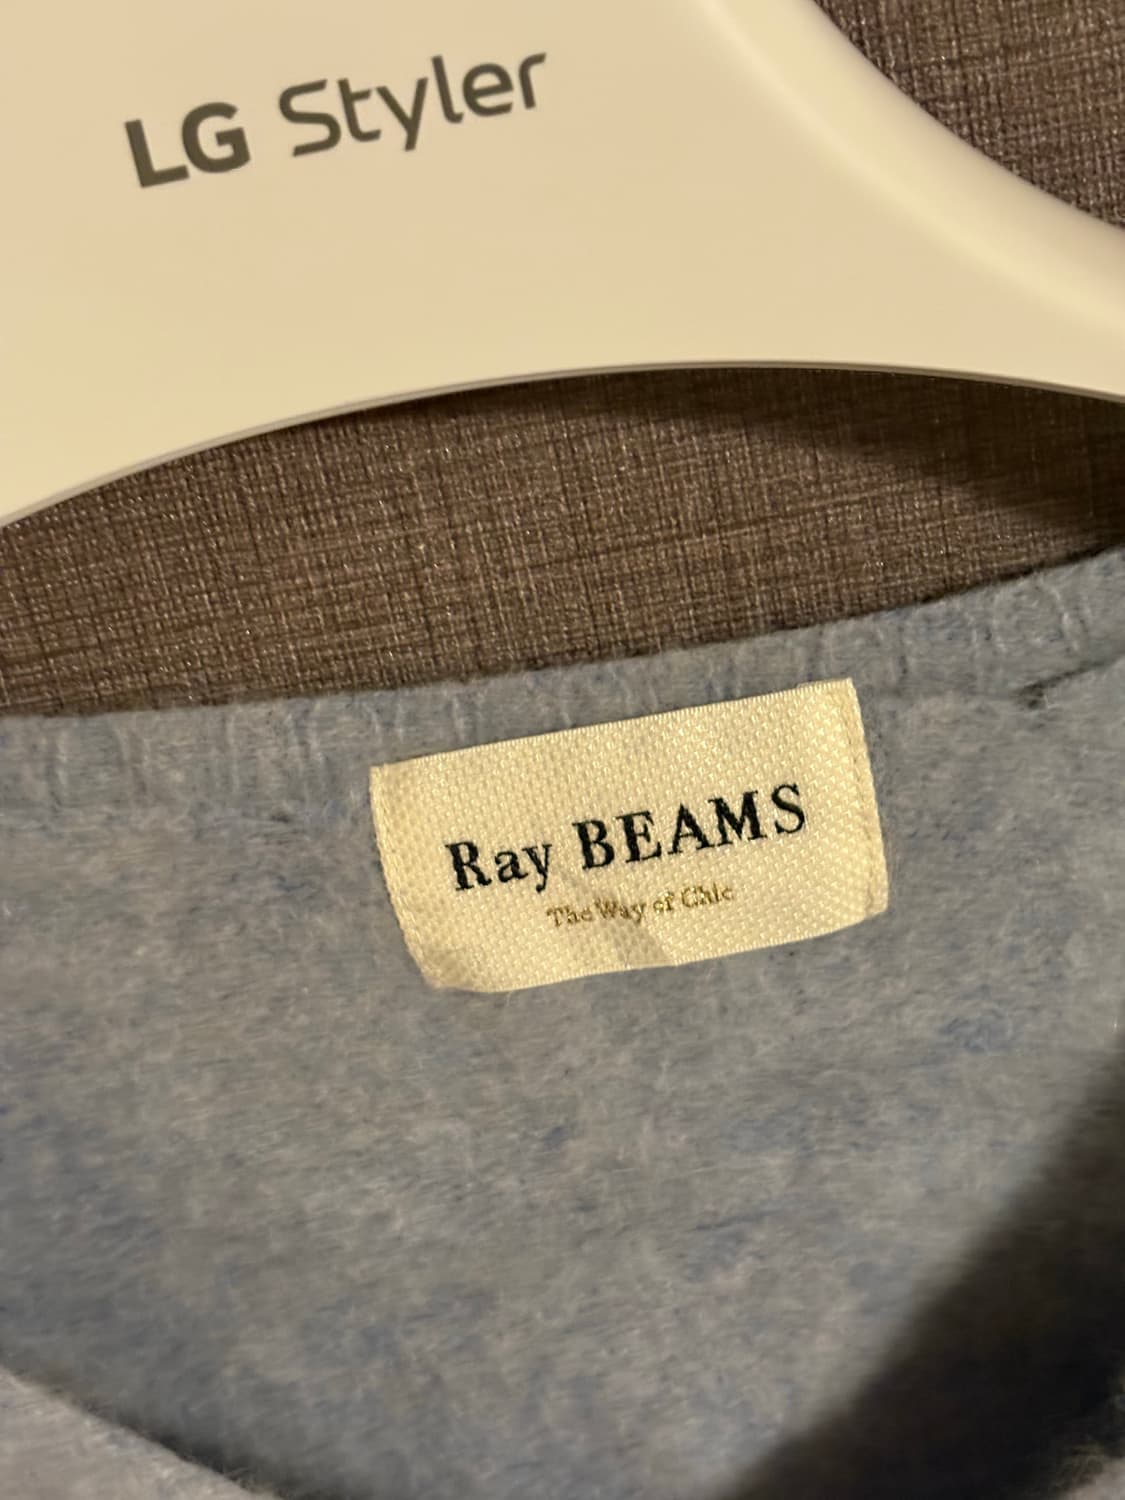 LG Styler
Ray BEAMS
The Way of Chic